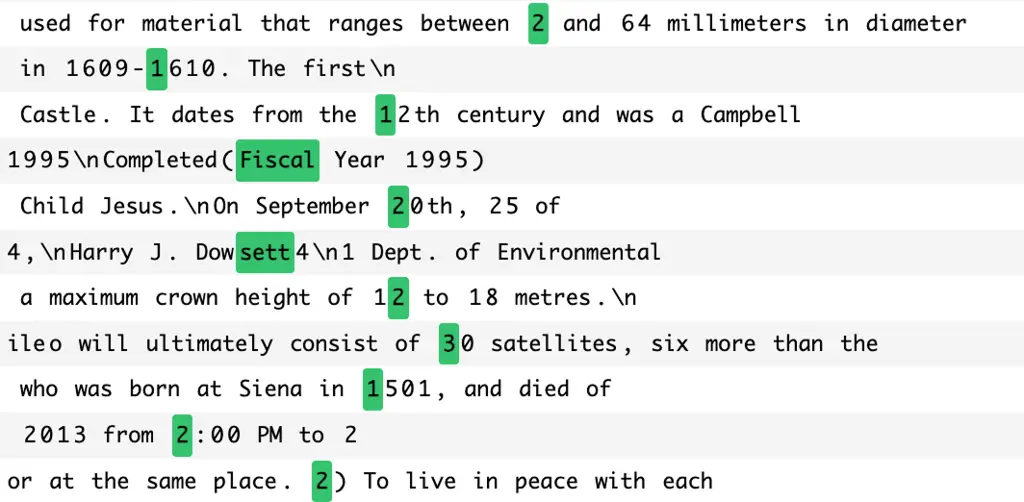 used for material that ranges between 2 and 64 millimeters in diameter
in 1609-1610. The first\n
Castle. It dates from the 12th century and was a Campbell
1995\nCompleted(Fiscal Year 1995)
Child Jesus.\nOn September 20th, 25 of
4,\nHarry J. Dowsett4\n1 Dept. of Environmental
a maximum crown height of 12 to 18 metres.\n
ileo will ultimately consist of 30 satellites, six more than the
who was born at Siena in 1501, and died of
2013 from 2:00 PM to 2
or at the same place. 2) To live in peace with each